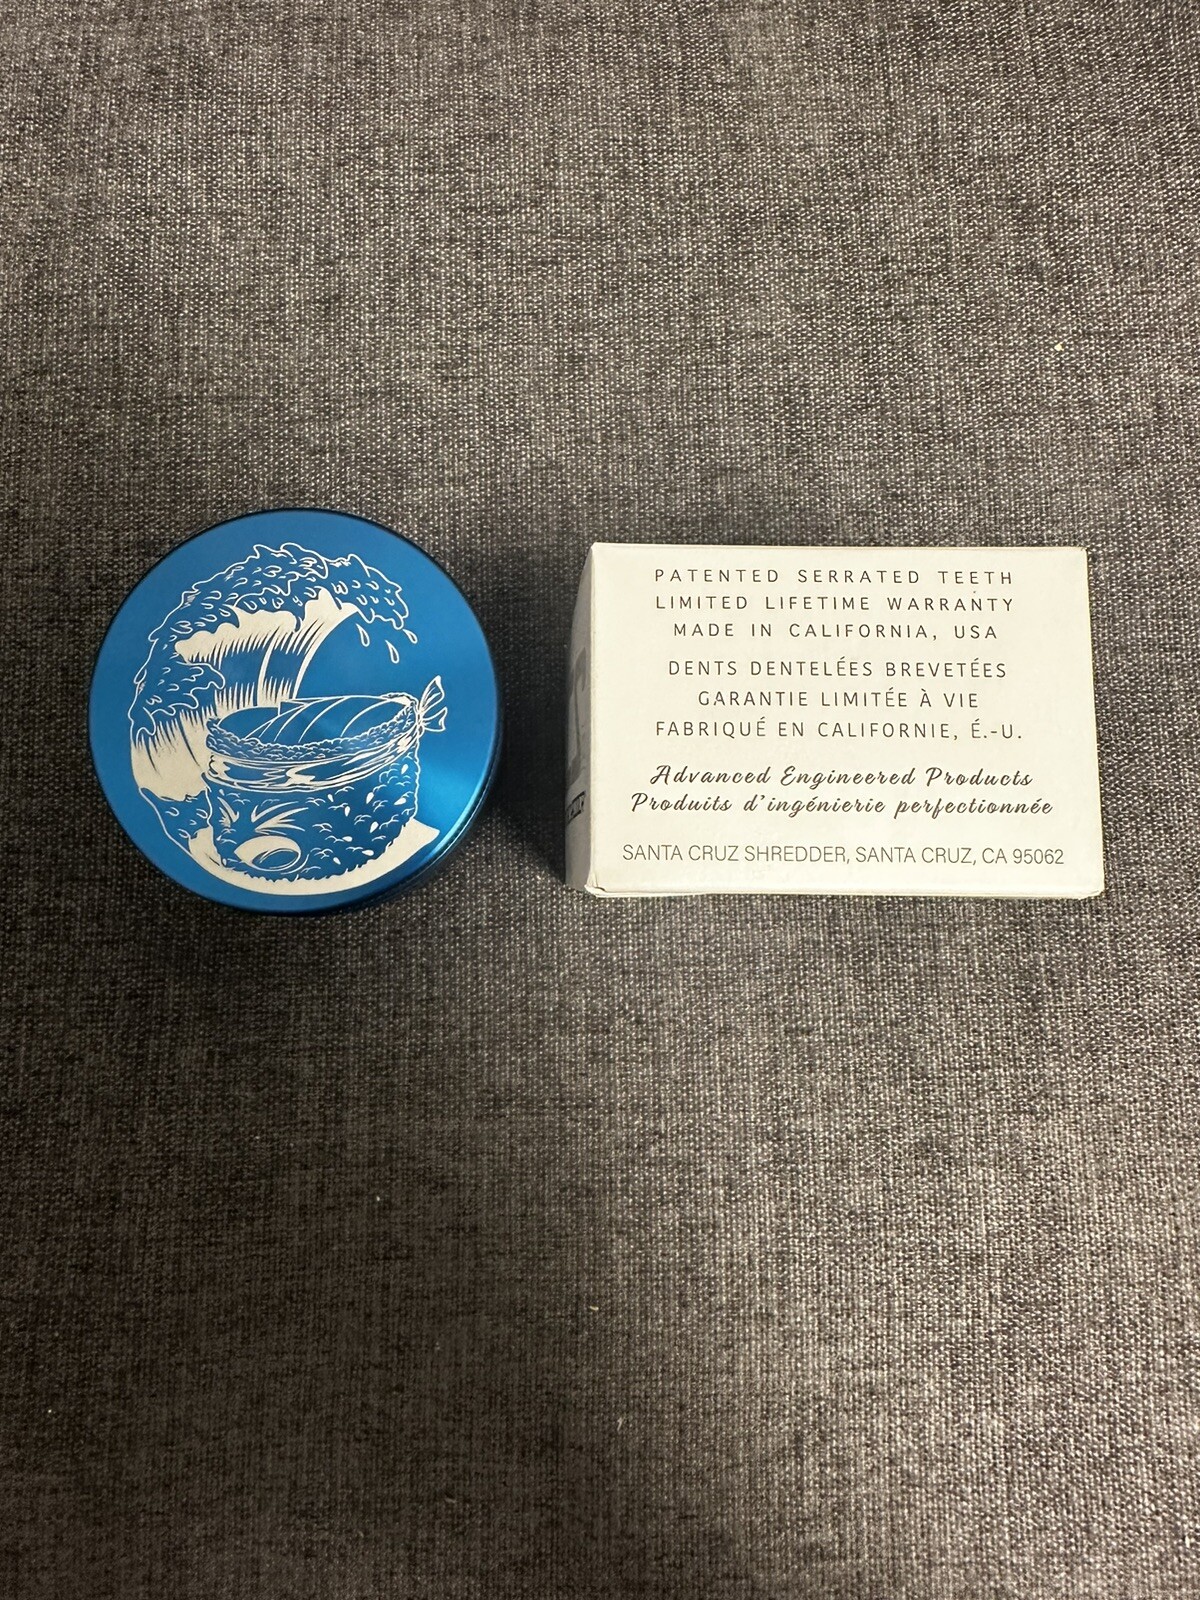 PATENTED SERRATED TEETH
LIMITED LIFETIME WARRANTY
MADE IN CALIFORNIA, USA
DENTS DENTELÉES BREVETÉES
GARANTIE LIMITÉE À VIE
FABRIQUÉ EN CALIFORNIE, É.-U.
Advanced Engineered Products
Produits d'ingénierie perfectionnée
SANTA CRUZ SHREDDER, SANTA CRUZ, CA 95062